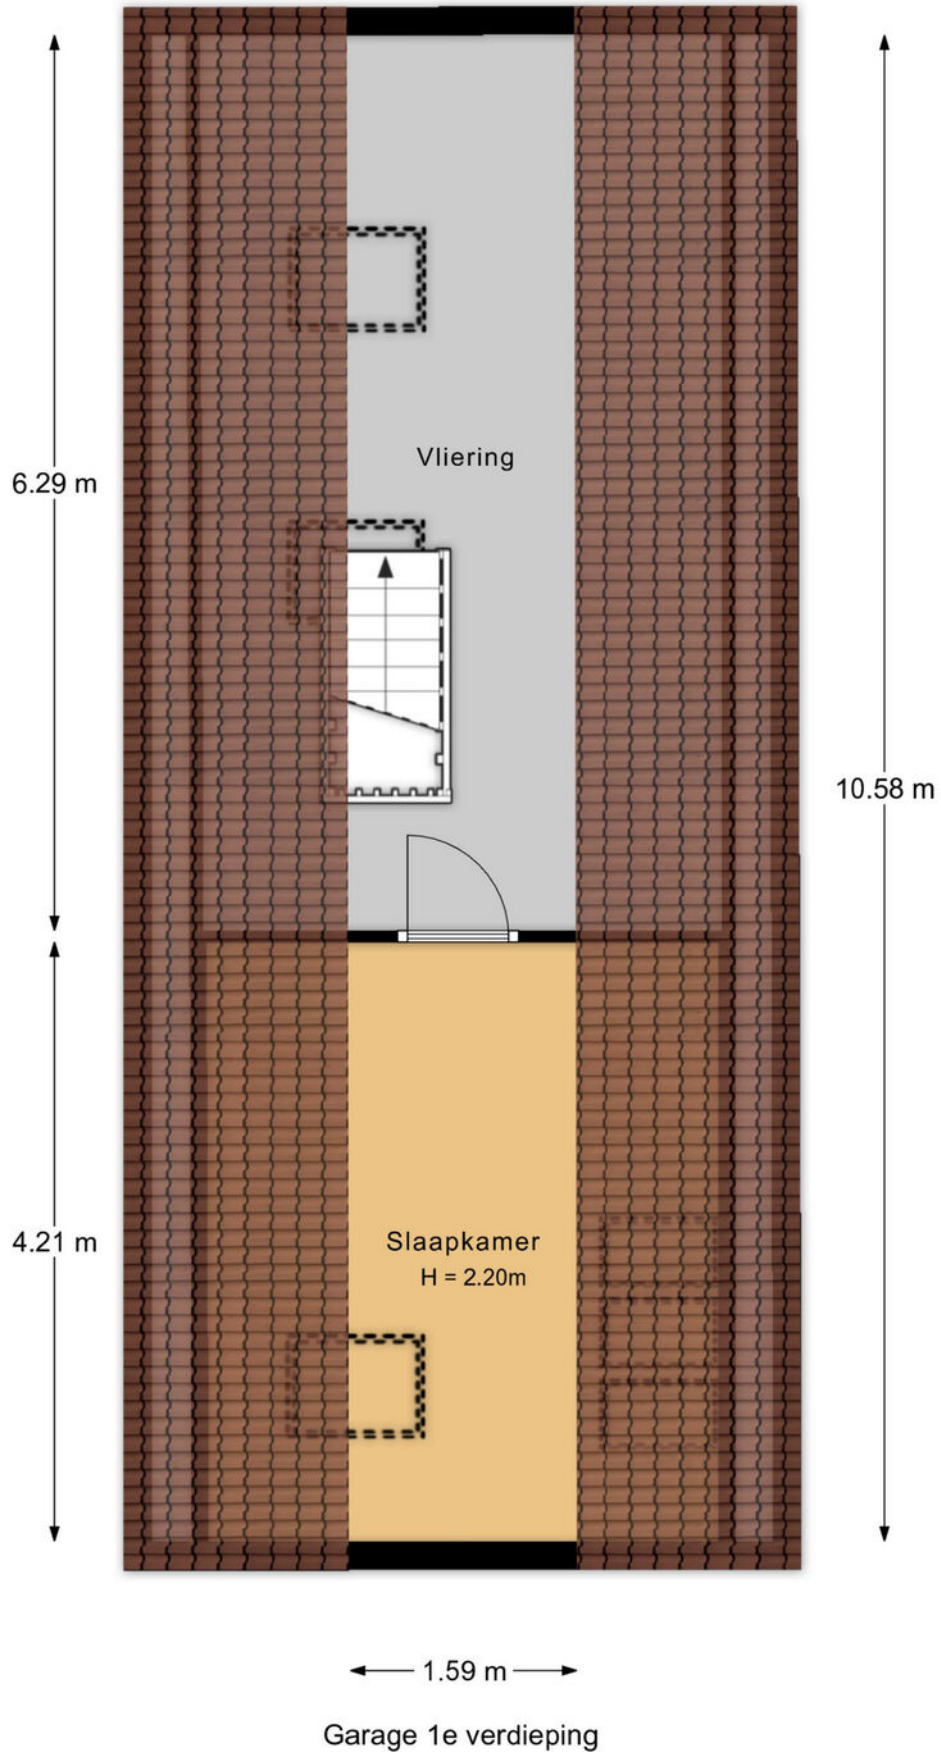 Vliering
6.29 m
10.58 m
Slaapkamer
H = 2.20m
4.21 m
1.59 m
Garage 1e verdieping